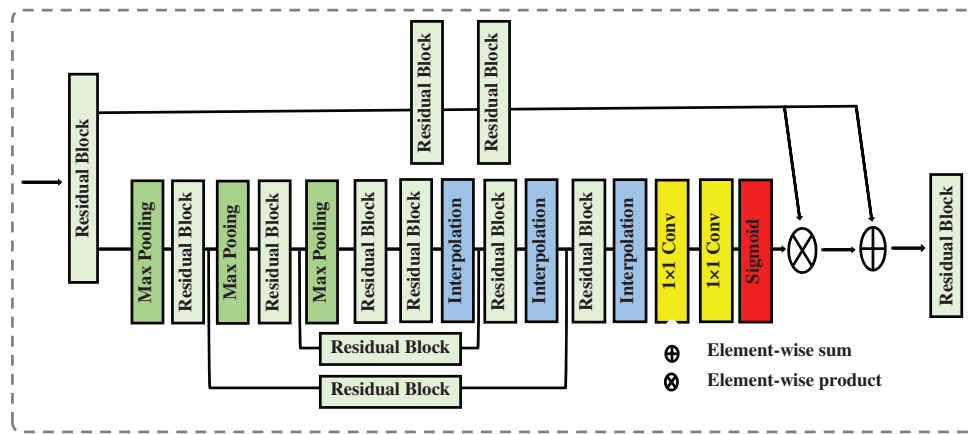 Residual Block
Residual Block
Residual Block
Max Pooling
Residual Block
Max Pooing
Residual Block
Max Pooling
Residual Block
Residual Block
Interpolation
Residual Block
Interpolation
Residual Block
Interpolation
1×1 Conv
1×1 Conv
Sigmoid
Residual Block
Residual Block
Residual Block
Element-wise sum
Element-wise product